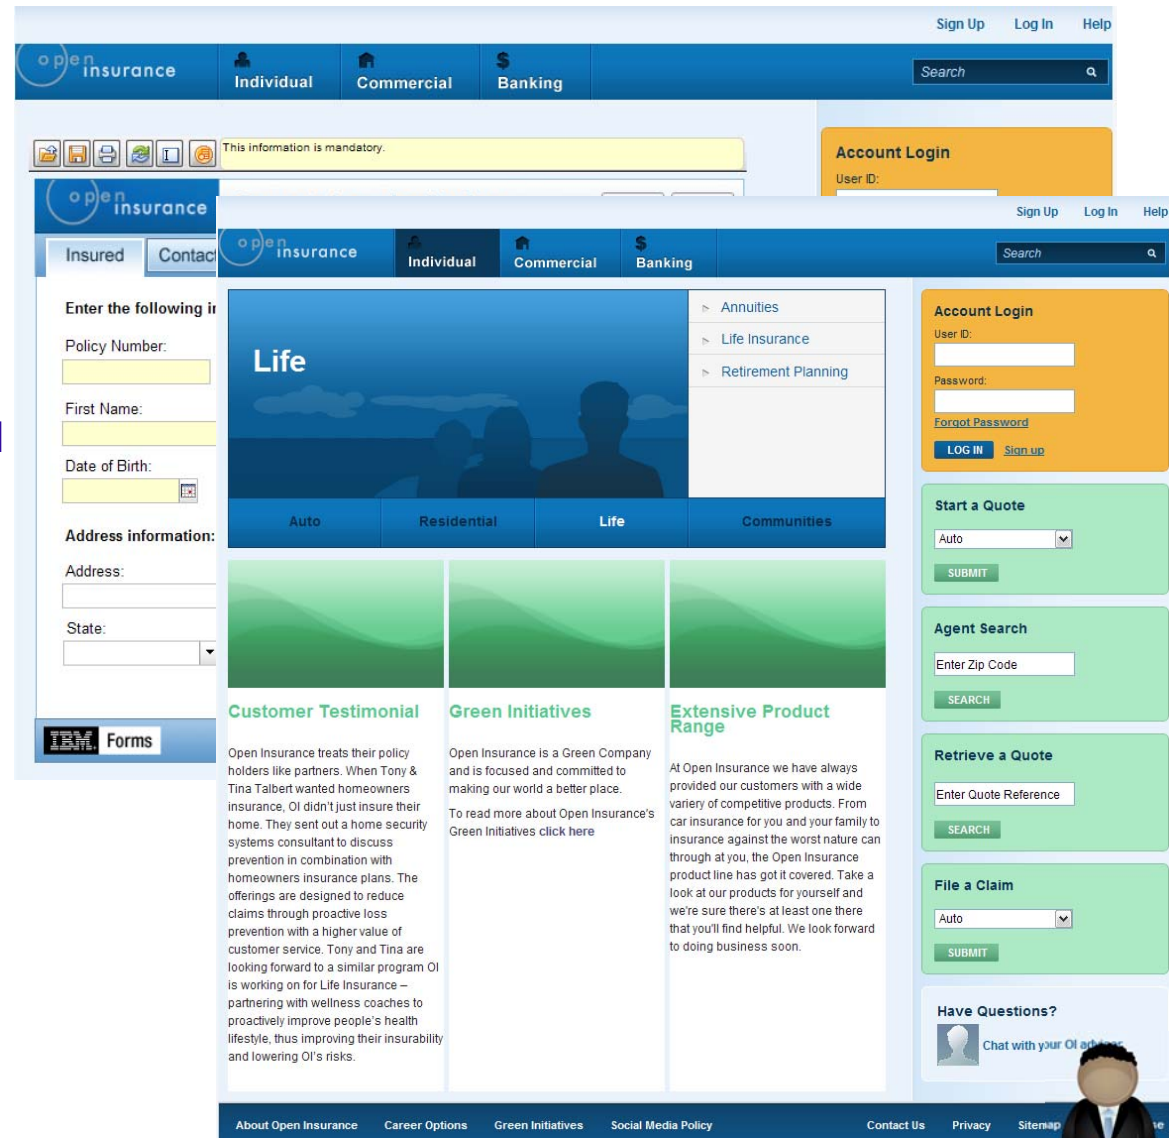 Sign Up Log In Help
open insurance
Individual
Commercial
Banking
Search
This information is mandatory.
Account Login
User ID:
open insurance
Insured
Enter the following
Policy Number:
First Name:
Date of Birth:
Address information:
Address:
State:
IBM. Forms
Sign Up Log In Help
open insurance
Individual
Commercial
Banking
Search
Life
Annuities
Life Insurance
Retirement Planning
Auto Residential Life Communities
Customer Testimonial
Open Insurance treats their policy
holders like partners. When Tony &
Tina Talbert wanted homeowners
insurance, OI didn't just insure their
home. They sent out a home security
systems consultant to discuss
prevention in combination with
homeowners insurance plans. The
offerings are designed to reduce
claims through proactive loss
prevention with a higher value of
customer service. Tony and Tina are
looking forward to a similar program OI
is working on for Life Insurance –
partnering with wellness coaches to
proactively improve people's health
lifestyle, thus improving their insurability
and lowering OI's risks.
Green Initiatives
Open Insurance is a Green Company
and is focused and committed to
making our world a better place.
To read more about Open Insurance's
Green Initiatives click here
Extensive Product
Range
At Open Insurance we have always
provided our customers with a wide
variery of competitive products. From
car insurance for you and your family to
insurance against the worst nature can
through at you, the Open Insurance
product line has got it covered. Take a
look at our products for yourself and
we're sure there's at least one there
that you'll find helpful. We look forward
to doing business soon.
Account Login
User ID:
Password:
Forgot Password
LOG IN Sign up
Start a Quote
Auto
SUBMIT
Agent Search
Enter Zip Code
SEARCH
Retrieve a Quote
Enter Quote Reference
SEARCH
File a Claim
Auto
SUBMIT
Have Questions?
Chat with your OI
About Open Insurance Career Options Green Initiatives Social Media Policy Contact Us Privacy Sitemap